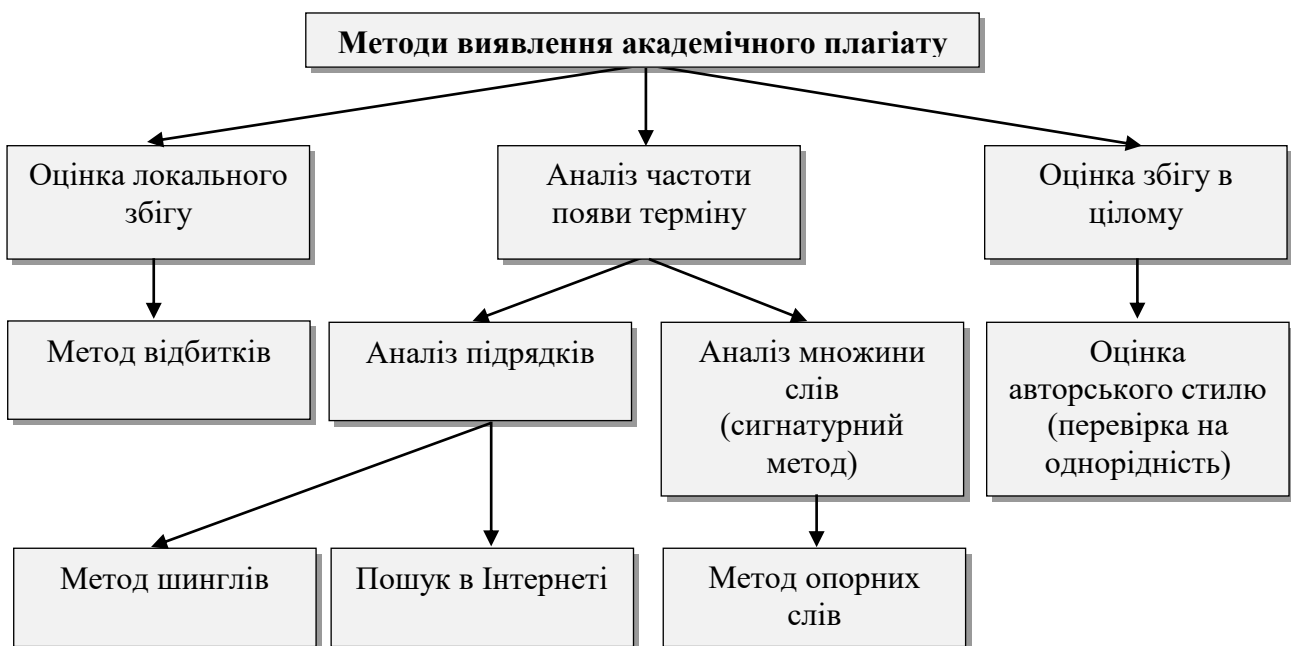 Методи виявлення академічного плагіату
Оцінка локального
збігу
Аналіз частоти
появи терміну
Оцінка збігу в
цілому
Метод відбитків
Аналіз підрядків
Аналіз множини
слів
(сигнатурний
метод)
Оцінка
авторського стилю
(перевірка на
однорідність)
Метод шинглів
Пошук в Інтернеті
Метод опорних
слів